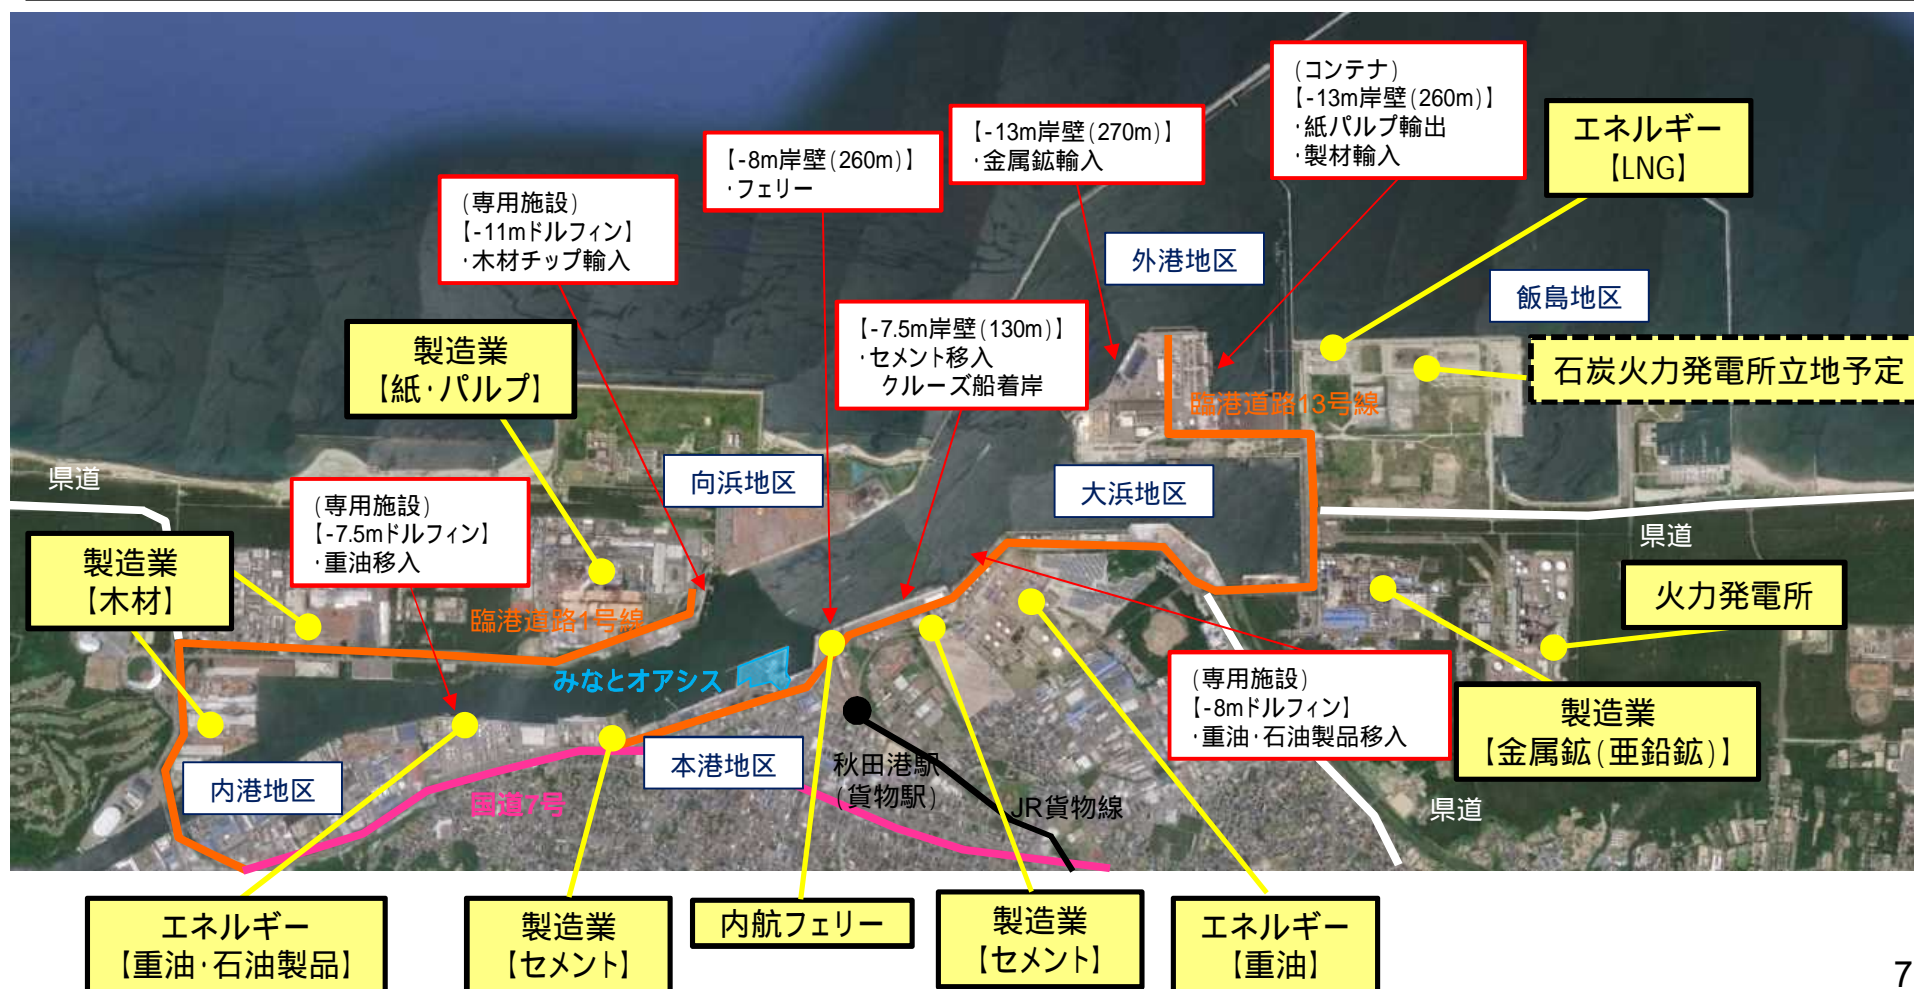 (コンテナ)
【-13m岸壁(260m)】
・紙パルプ輸出
・製材輸入
エネルギー
【LNG】
【-13m岸壁(270m)】
・金属鉱輸入
【-8m岸壁(260m)】
・フェリー
(専用施設)
【-11mドルフィン】
・木材チップ輸入
外港地区
飯島地区
【-7.5m岸壁(130m)】
・セメント移入
クルーズ船着岸
製造業
【紙・パルプ】
石炭火力発電所立地予定
臨港道路13号線
県道
向浜地区
大浜地区
(専用施設)
【-7.5mドルフィン】
・重油移入
県道
製造業
【木材】
火力発電所
臨港道路1号線
みなとオアシス
(専用施設)
【-8mドルフィン】
・重油・石油製品移入
製造業
【金属鉱(亜鉛鉱)】
本港地区
秋田港駅
(貨物駅)
JR貨物線
内港地区
国道7号
県道
エネルギー
【重油・石油製品】
製造業
【セメント】
内航フェリー
製造業
【セメント】
エネルギー
【重油】
7